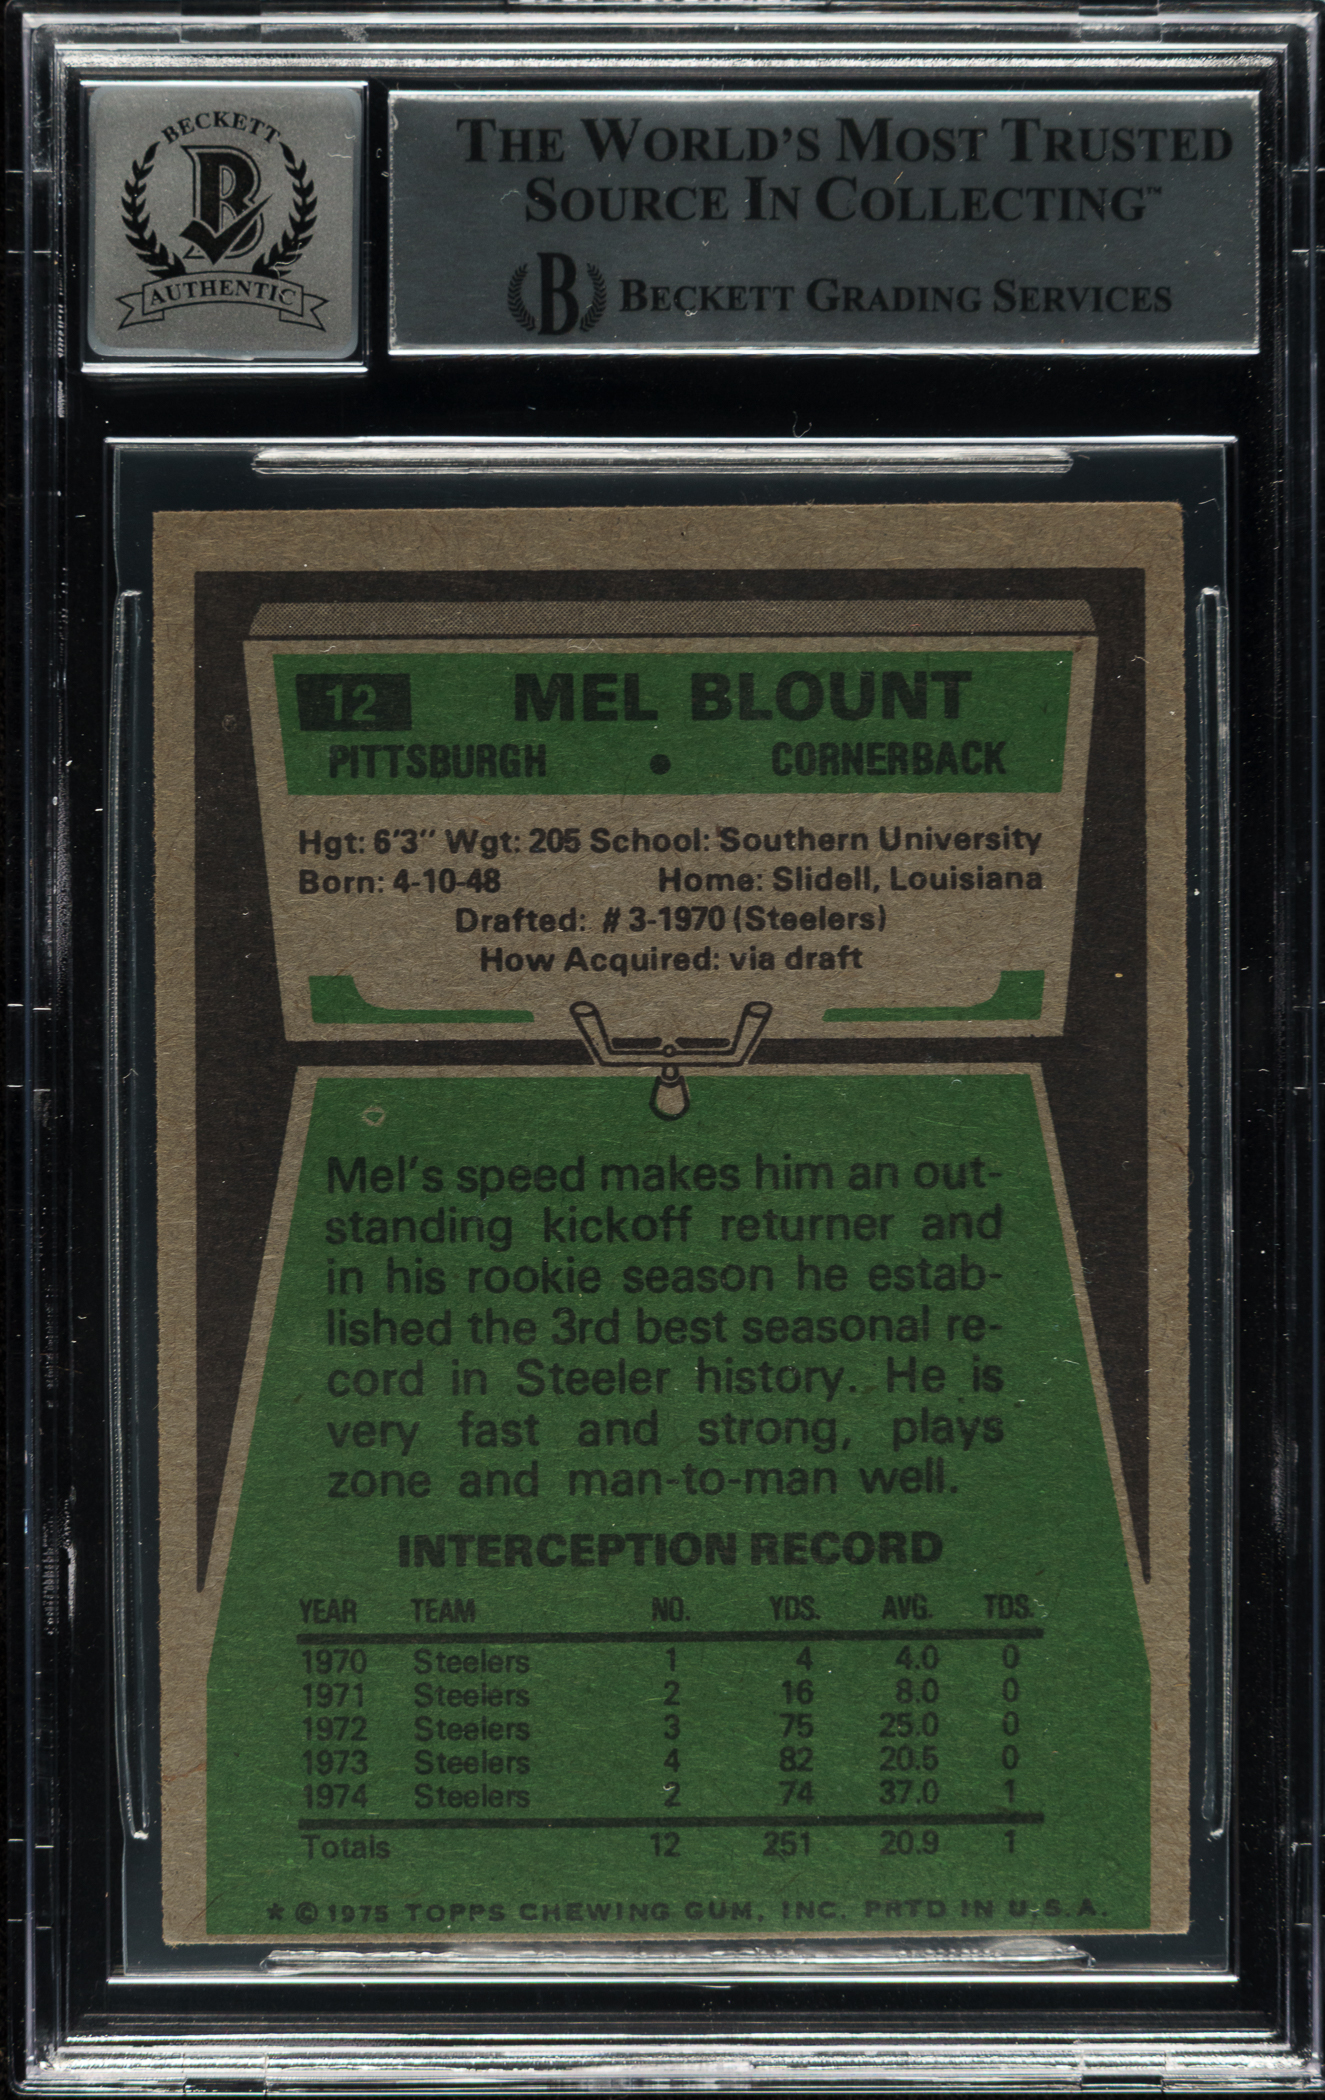 BECKETT
B
AUTHENTIC
THE WORLD'S MOST TRUSTED
SOURCE IN COLLECTING™
B BECKETT GRADING SERVICES
12 MEL BLOUNT
PITTSBURGH • CORNERBACK
Hgt: 6'3" Wgt: 205 School: Southern University
Born: 4-10-48 Home: Slidell, Louisiana
Drafted: #3-1970 (Steelers)
How Acquired: via draft
Mel's speed makes him an out-
standing kickoff returner and
in his rookie season he estab-
lished the 3rd best seasonal re-
cord in Steeler history. He is
very fast and strong, plays
zone and man-to-man well.
INTERCEPTION RECORD
YEAR TEAM NO. YDS. AVG. TDS.
1970 Steelers 1 4 4.0 0
1971 Steelers 2 16 8.0 0
1972 Steelers 3 75 25.0 0
1973 Steelers 4 82 20.5 0
1974 Steelers 2 74 37.0 1
Totals 12 251 20.9 1
* © 1975 TOPPS CHEWING GUM, INC. PRTD IN U.S.A.